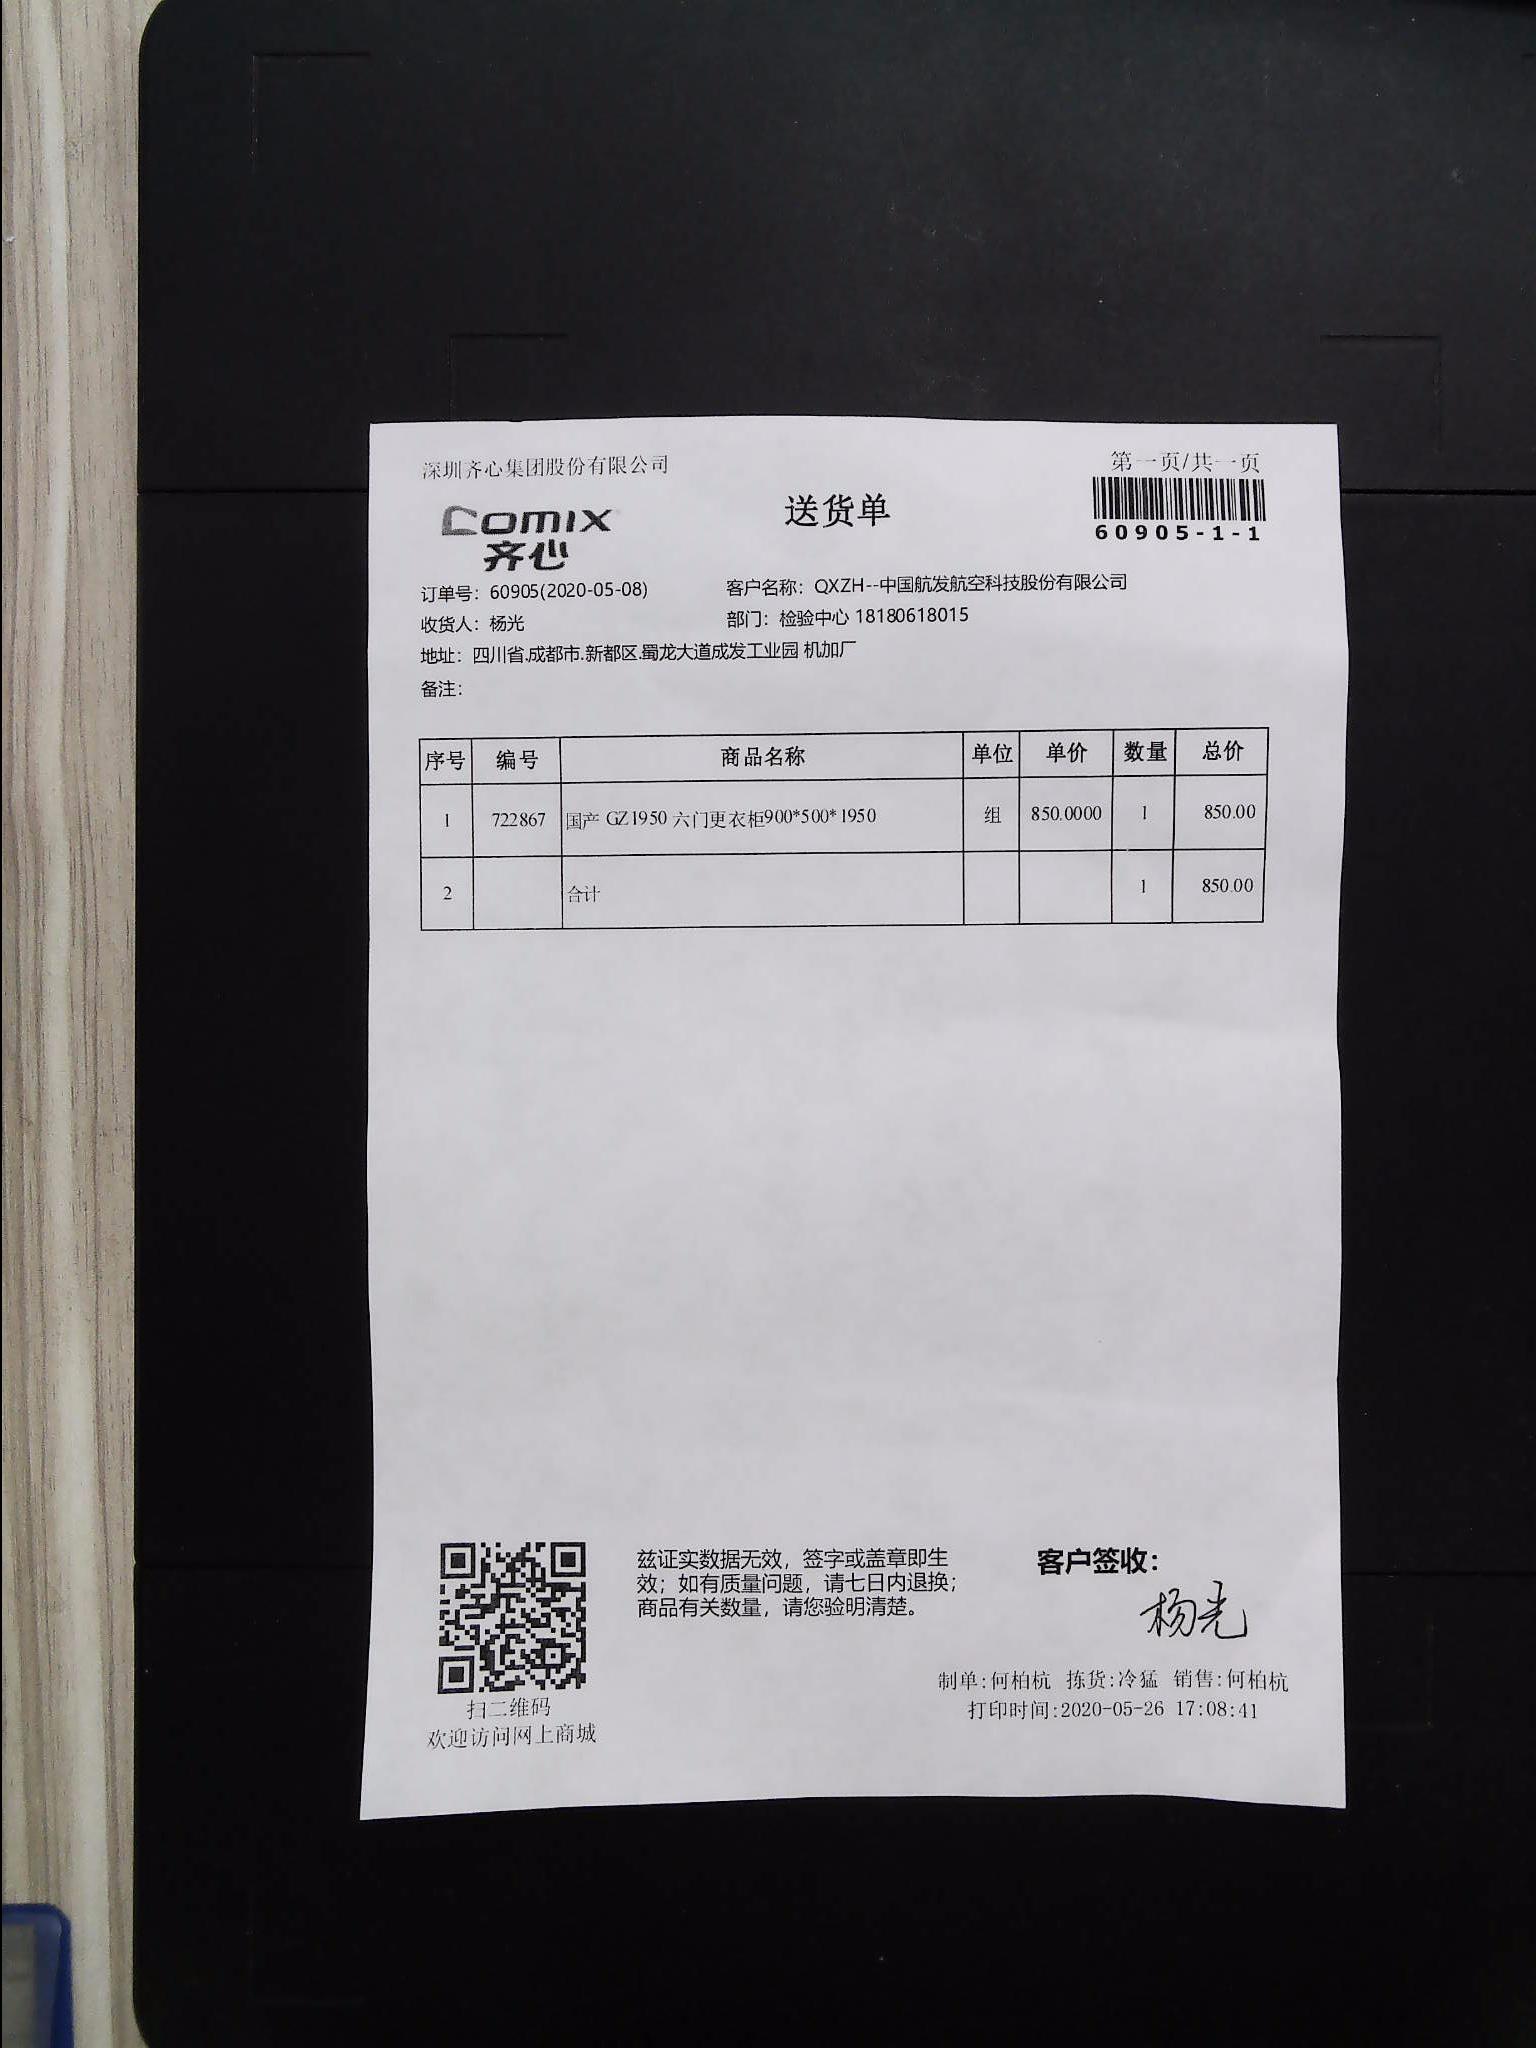 深圳齐心集团股份有限公司
第一页/共一页
comix
齐心
送货单
60905-1-1
订单号：60905(2020-05-08)
客户名称：QXZH--中国航发航空科技股份有限公司
收货人：杨光
部门：检验中心 18180618015
地址：四川省.成都市.新都区.蜀龙大道成发工业园 机加厂
备注：
序号 编号 商品名称 单位 单价 数量 总价
1 722867 国产 GZ1950 六门更衣柜900*500*1950 组 850.0000 1 850.00
2 合计 1 850.00
兹证实数据无效，签字或盖章即生
效；如有质量问题，请七日内退换；
商品有关数量，请您验明清楚。
客户签收：
杨光
扫二维码
欢迎访问网上商城
制单:何柏杭 拣货:冷猛 销售:何柏杭
打印时间:2020-05-26 17:08:41